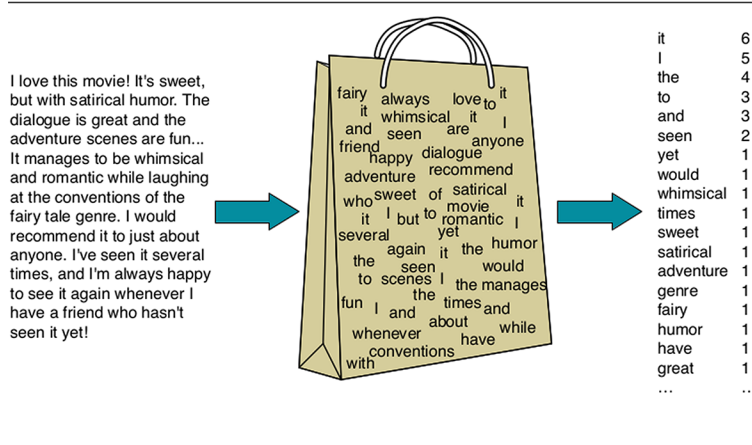 I love this movie! It's sweet,
but with satirical humor. The
dialogue is great and the
adventure scenes are fun...
It manages to be whimsical
and romantic while laughing
at the conventions of the
fairy tale genre. I would
recommend it to just about
anyone. I've seen it several
times, and I'm always happy
to see it again whenever I
have a friend who hasn't
seen it yet!
fairy always love to it
it whimsical it I
and seen are anyone
friend happy dialogue
adventure recommend
who sweet of satirical it
it I but to movie romantic I
several yet
again it the humor
the seen would
to scenes I the manages
fun I and the times and
whenever about while
have
conventions
with
it 6
I 5
the 4
to 3
and 3
seen 2
yet 1
would 1
whimsical 1
times 1
sweet 1
satirical 1
adventure 1
genre 1
fairy 1
humor 1
have 1
great 1
... ..